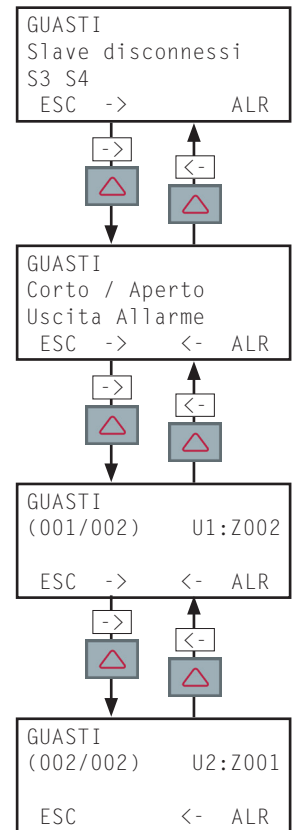 GUASTI
Slave disconnessi
S3 S4
ESC -> ALR
->
<-
GUASTI
Corto / Aperto
Uscita Allarme
ESC -> <- ALR
->
<-
GUASTI
(001/002) U1:Z002
ESC -> <- ALR
->
<-
GUASTI
(002/002) U2:Z001
ESC <- ALR